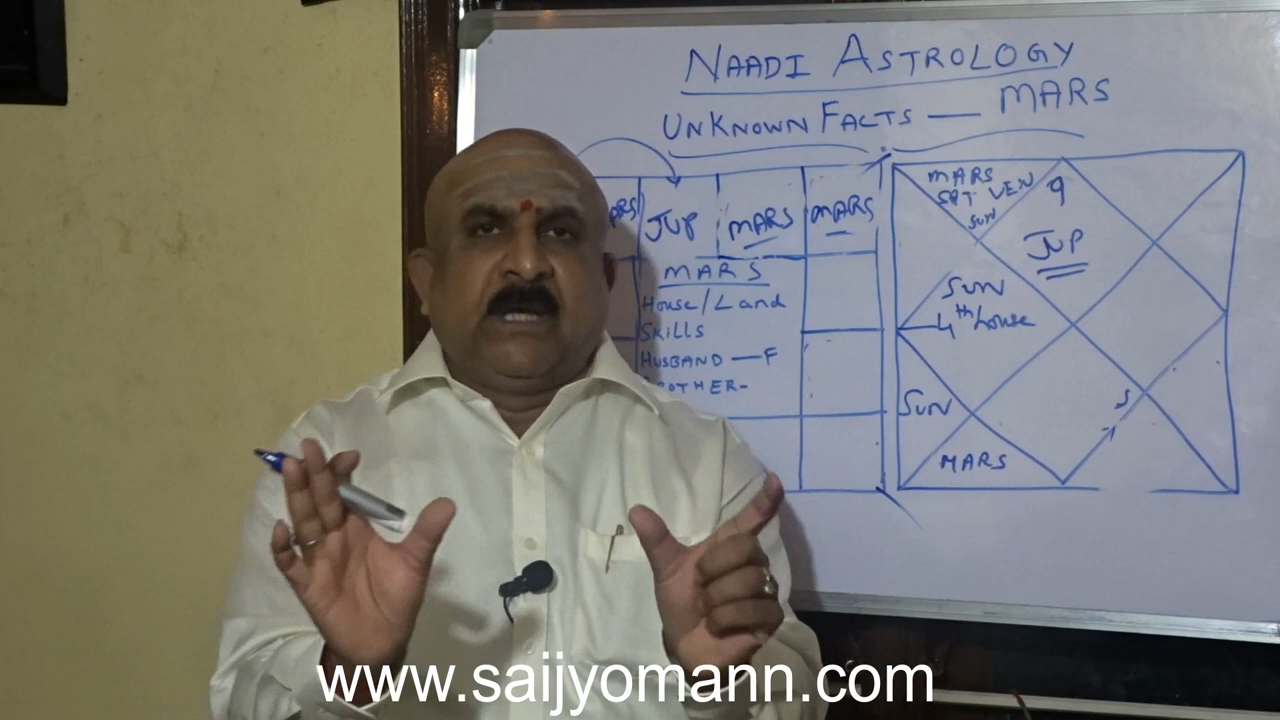 NAADI ASTROLOGY
UNKNOWN FACTS — MARS
JUP MARS MARS
MARS
House/Land
SKILLS
HUSBAND — F
MARS
SAT VEN
SUN
9
JUP
SUN
4th house
SUN
MARS
www.saijyomann.com